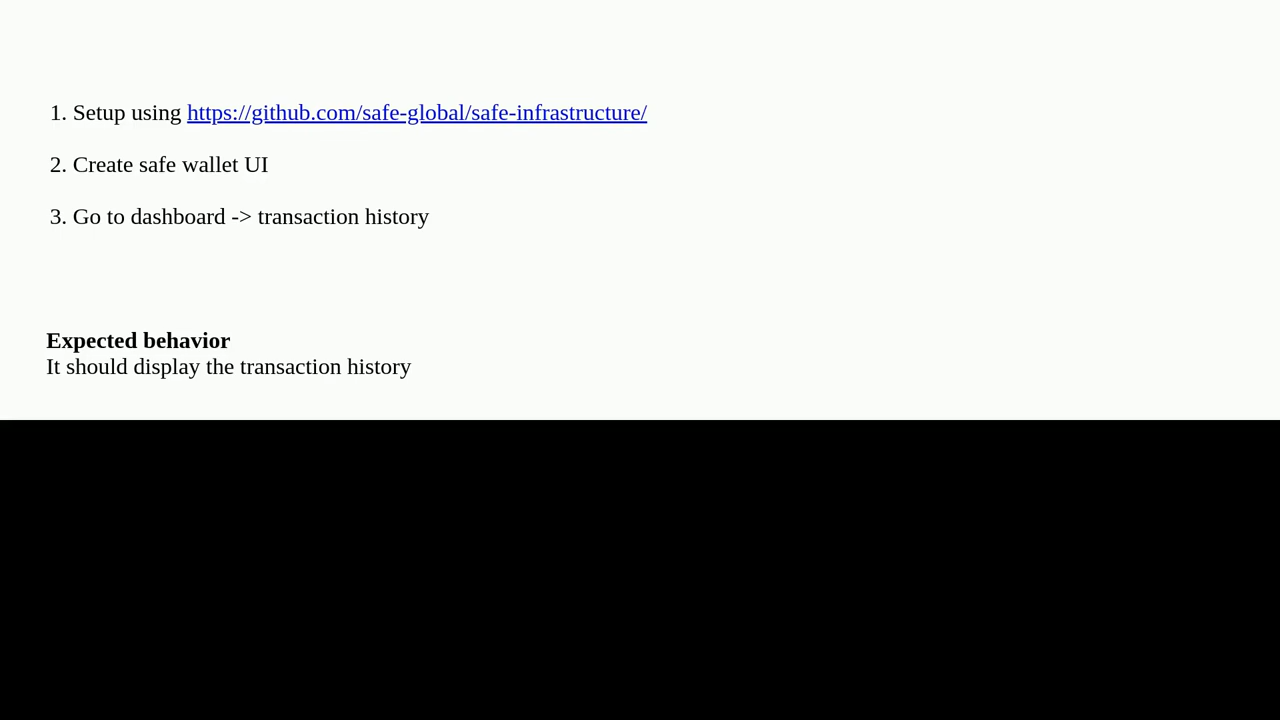 1. Setup using https://github.com/safe-global/safe-infrastructure/
2. Create safe wallet UI
3. Go to dashboard -> transaction history
Expected behavior
It should display the transaction history